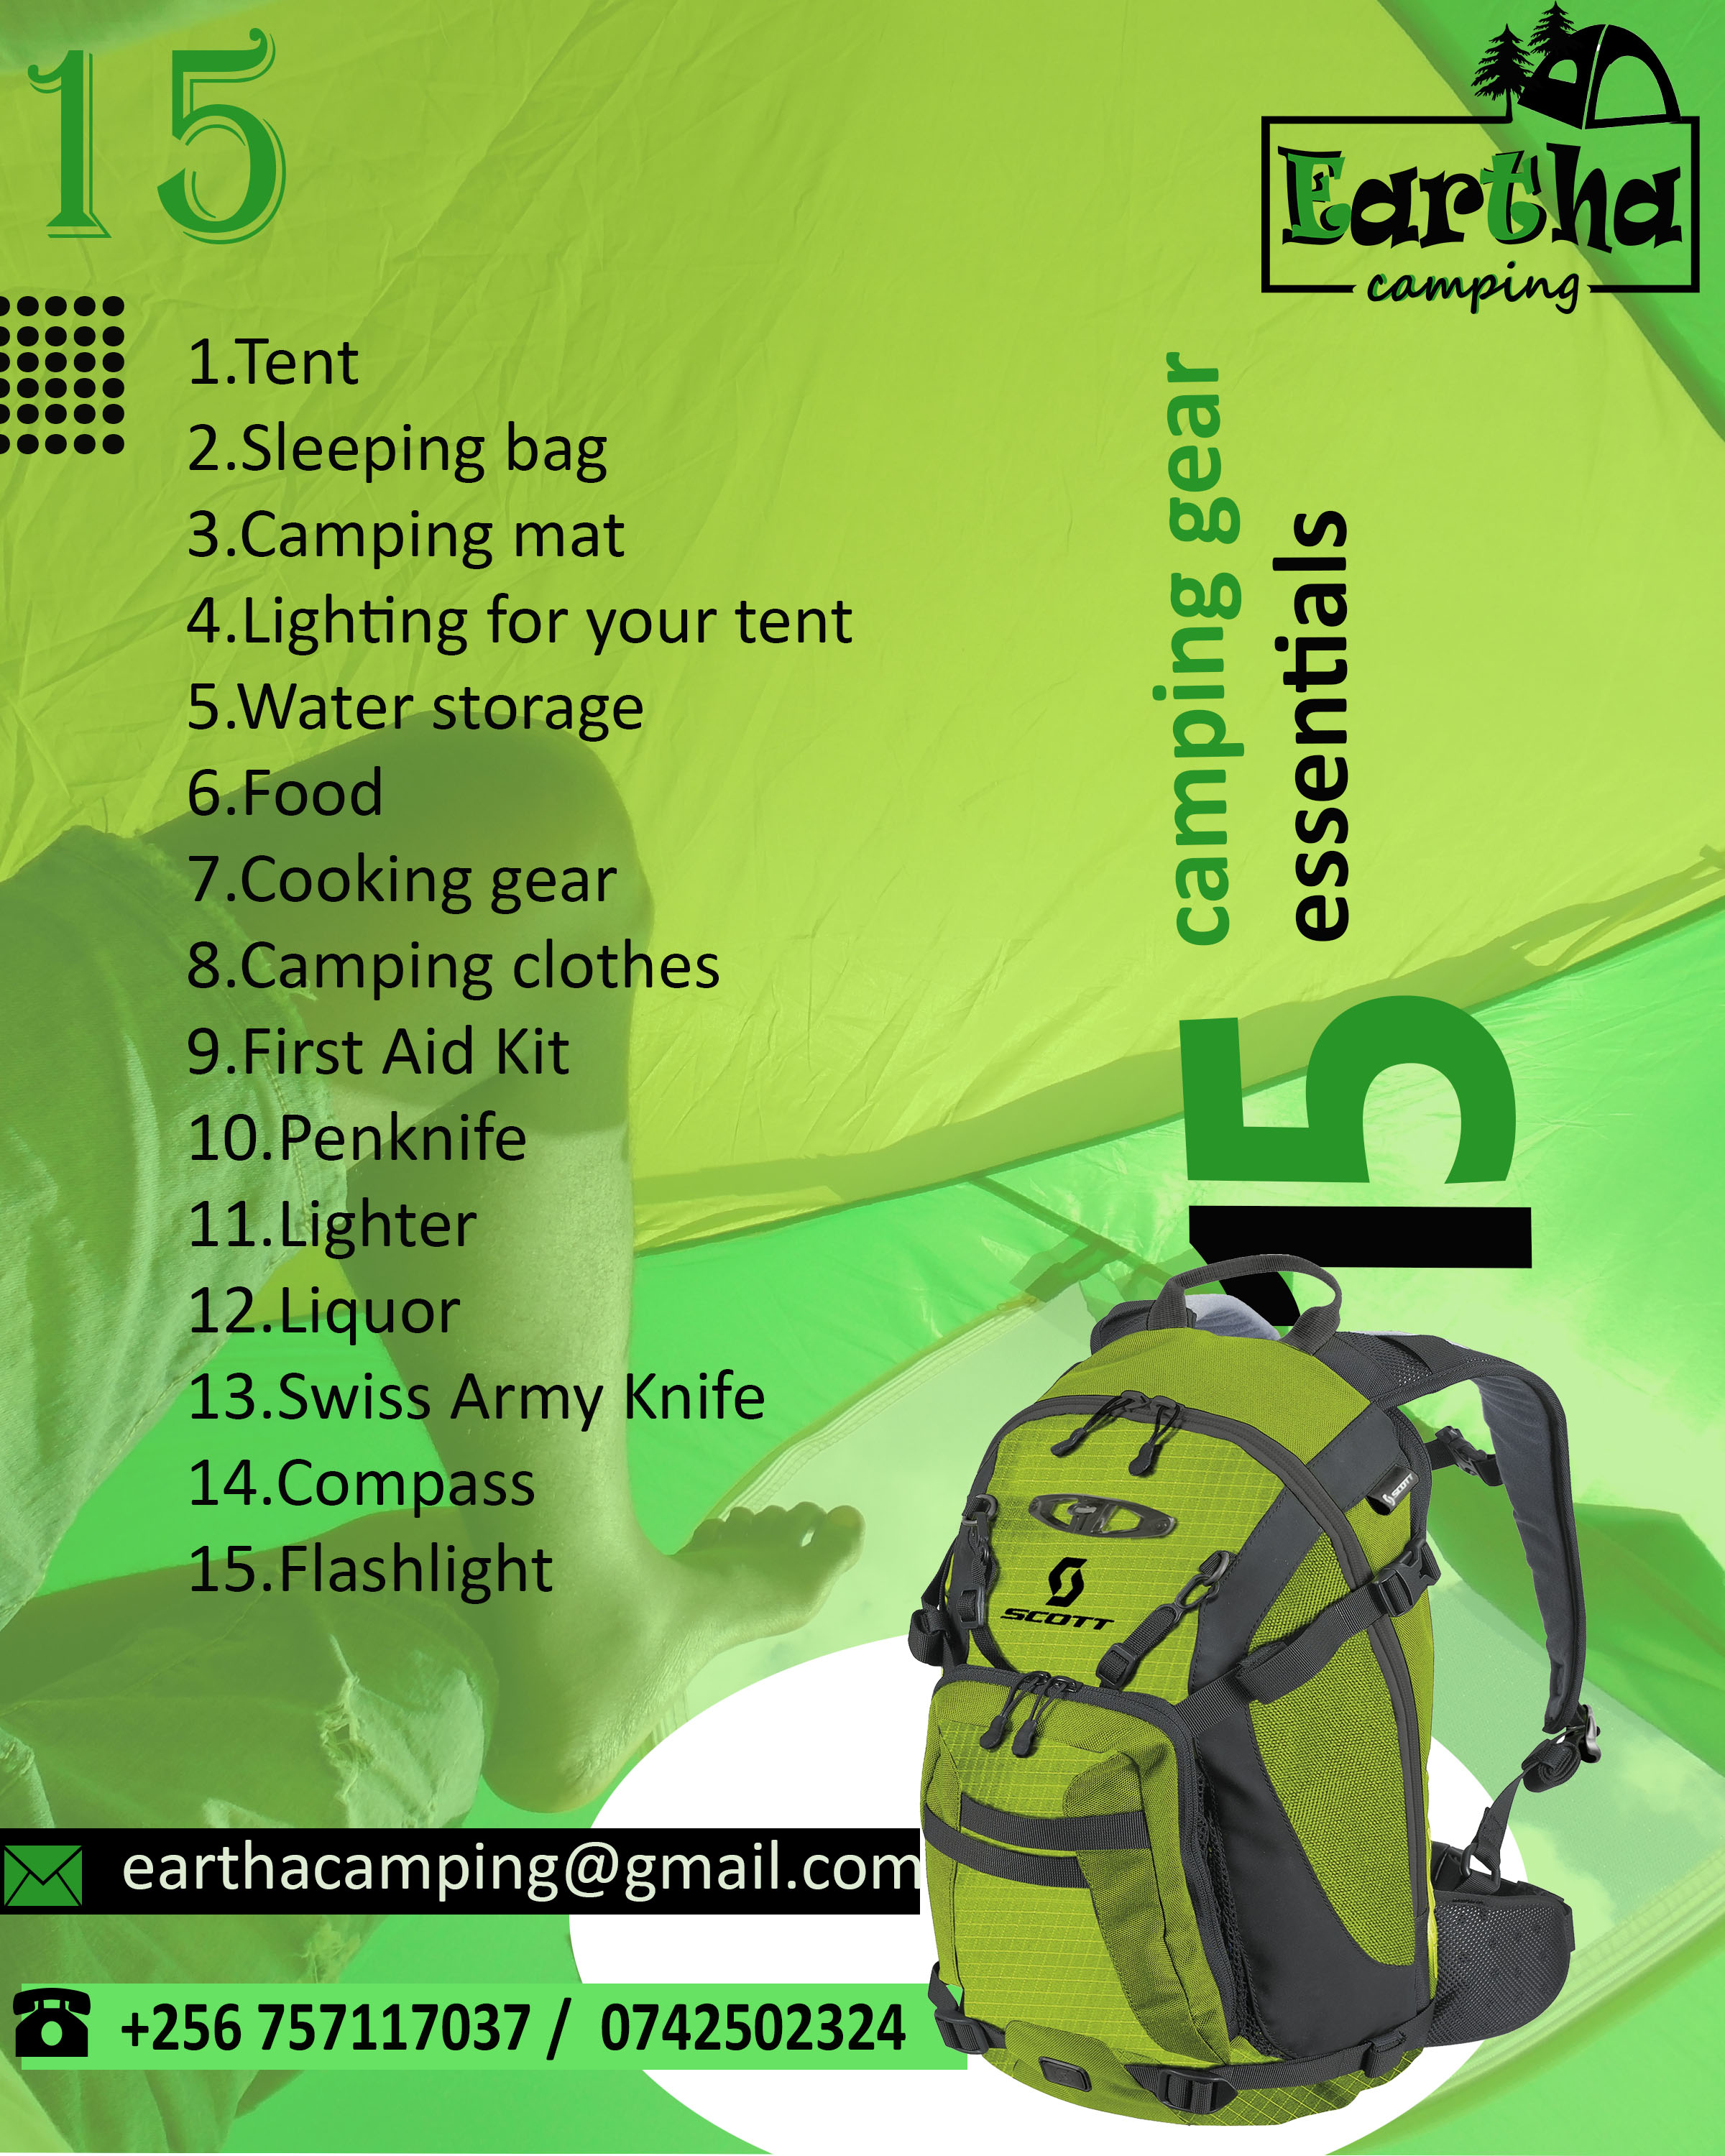 15
Eartha
camping
1.Tent
2.Sleeping bag
3.Camping mat
4.Lighting for your tent
5.Water storage
6.Food
7.Cooking gear
8.Camping clothes
9.First Aid Kit
10.Penknife
11.Lighter
12.Liquor
13.Swiss Army Knife
14.Compass
15.Flashlight
15
camping gear
essentials
SCOTT
SCOTT
earthacamping@gmail.com
+256 757117037 / 0742502324